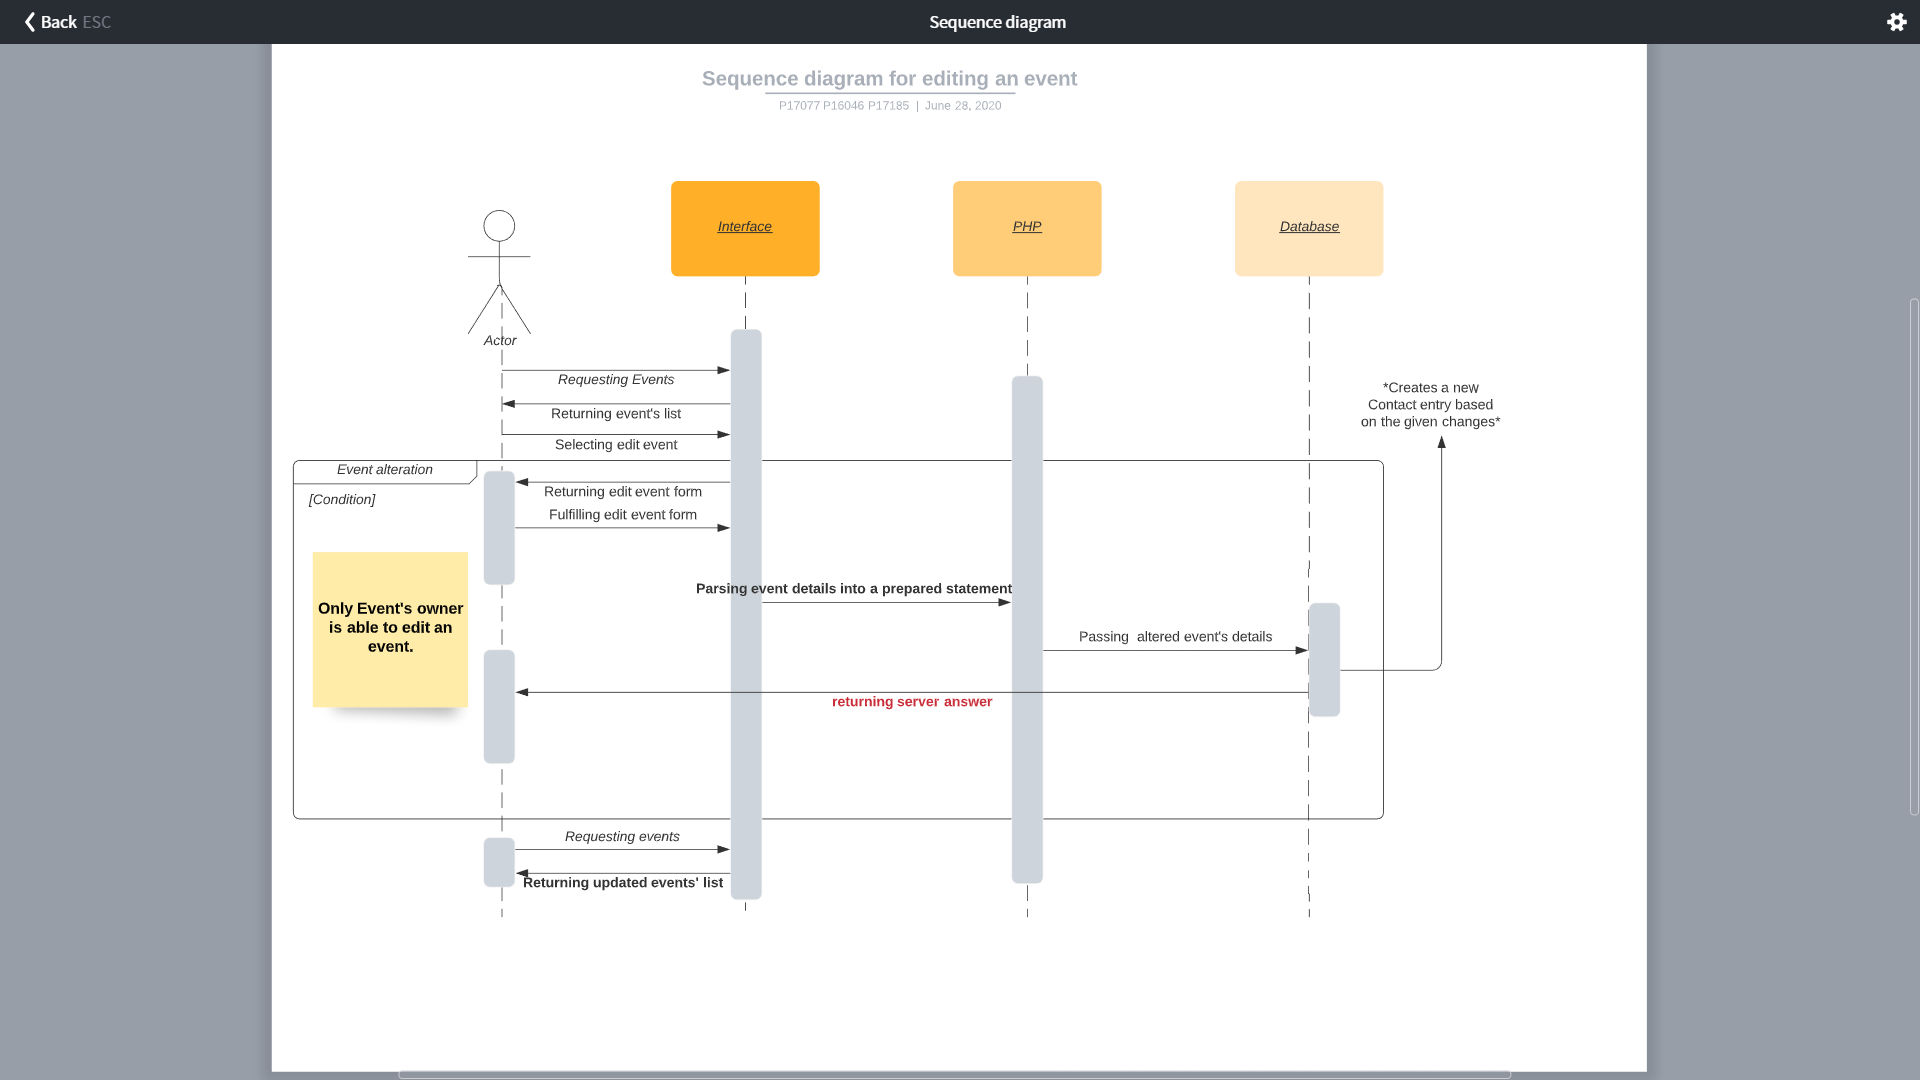 Back ESC
Sequence diagram
Sequence diagram for editing an event
P17077 P16046 P17185 | June 28, 2020
Interface
PHP
Database
Actor
Requesting Events
Returning event's list
Selecting edit event
*Creates a new
Contact entry based
on the given changes*
Event alteration
[Condition]
Returning edit event form
Fulfilling edit event form
Only Event's owner
is able to edit an
event.
Parsing event details into a prepared statement
Passing  altered event's details
returning server answer
Requesting events
Returning updated events' list